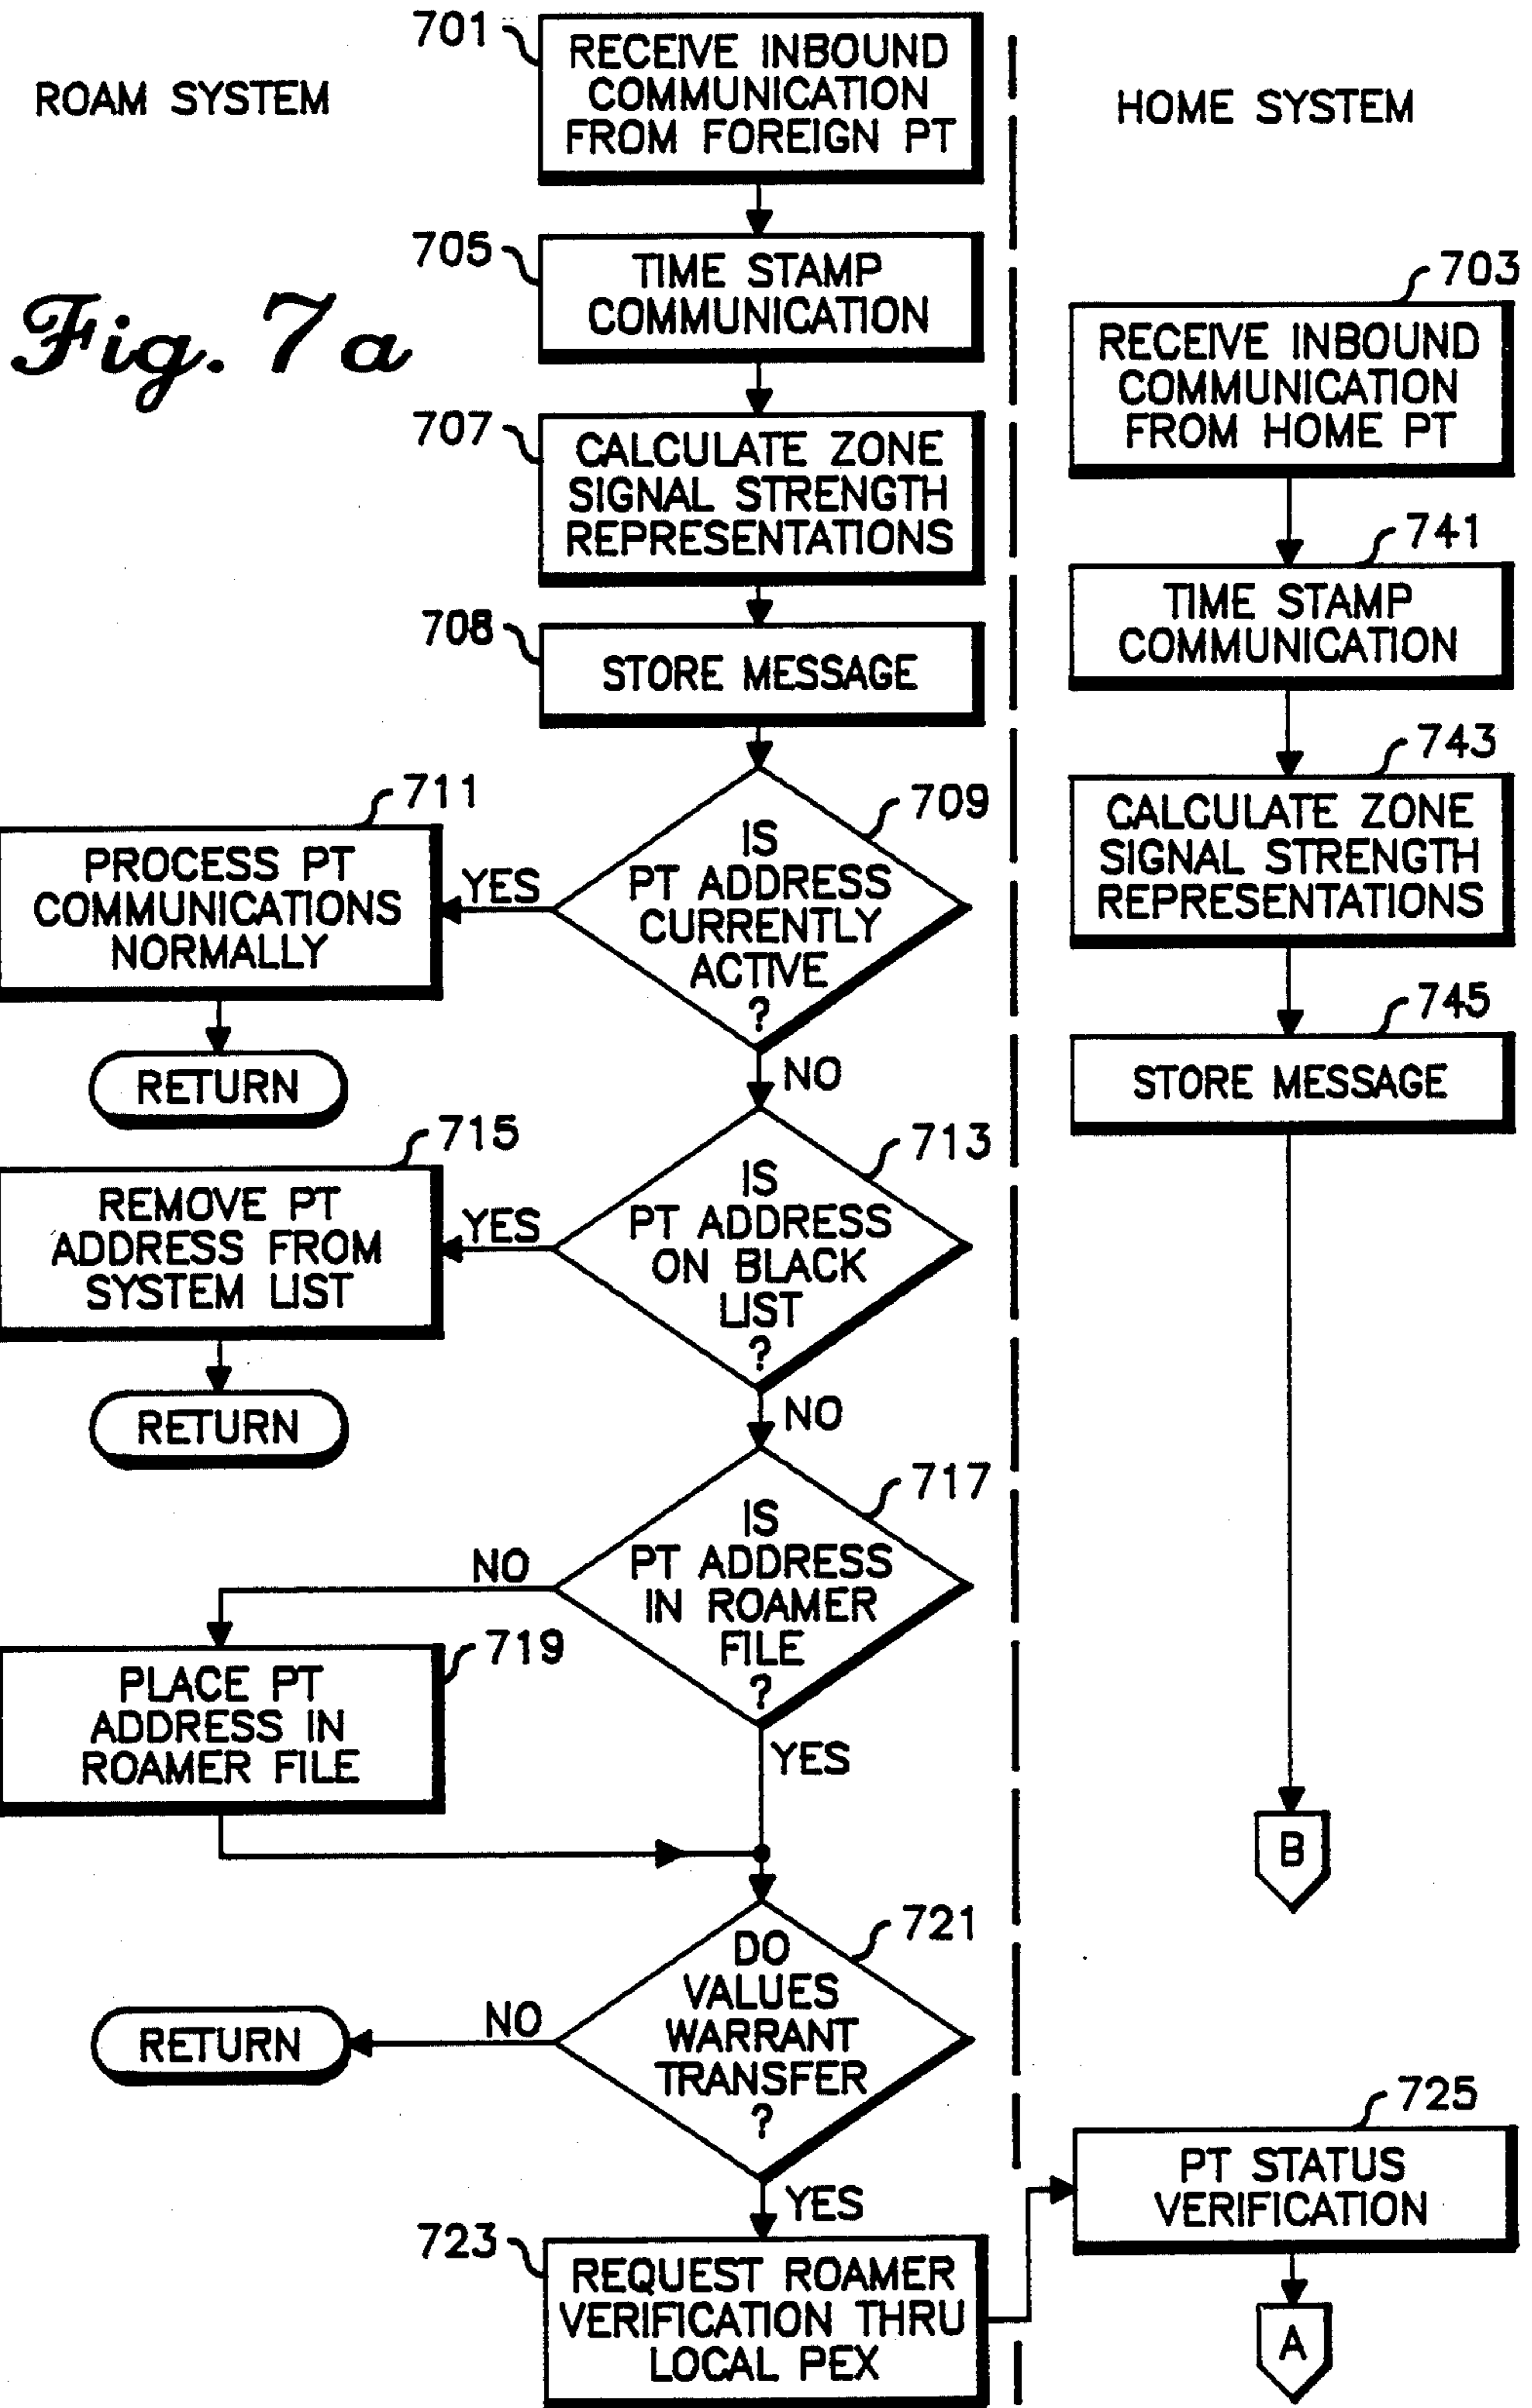 ROAM SYSTEM
HOME SYSTEM
Fig. 7a
701
RECEIVE INBOUND
COMMUNICATION
FROM FOREIGN PT
705
TIME STAMP
COMMUNICATION
707
CALCULATE ZONE
SIGNAL STRENGTH
REPRESENTATIONS
708
STORE MESSAGE
709
IS
PT ADDRESS
CURRENTLY
ACTIVE
?
YES
711
PROCESS PT
COMMUNICATIONS
NORMALLY
RETURN
NO
713
IS
PT ADDRESS
ON BLACK
LIST
?
YES
715
REMOVE PT
ADDRESS FROM
SYSTEM LIST
RETURN
NO
717
IS
PT ADDRESS
IN ROAMER
FILE
?
NO
719
PLACE PT
ADDRESS IN
ROAMER FILE
YES
721
DO
VALUES
WARRANT
TRANSFER
?
NO
RETURN
YES
723
REQUEST ROAMER
VERIFICATION THRU
LOCAL PEX
703
RECEIVE INBOUND
COMMUNICATION
FROM HOME PT
741
TIME STAMP
COMMUNICATION
743
CALCULATE ZONE
SIGNAL STRENGTH
REPRESENTATIONS
745
STORE MESSAGE
B
725
PT STATUS
VERIFICATION
A